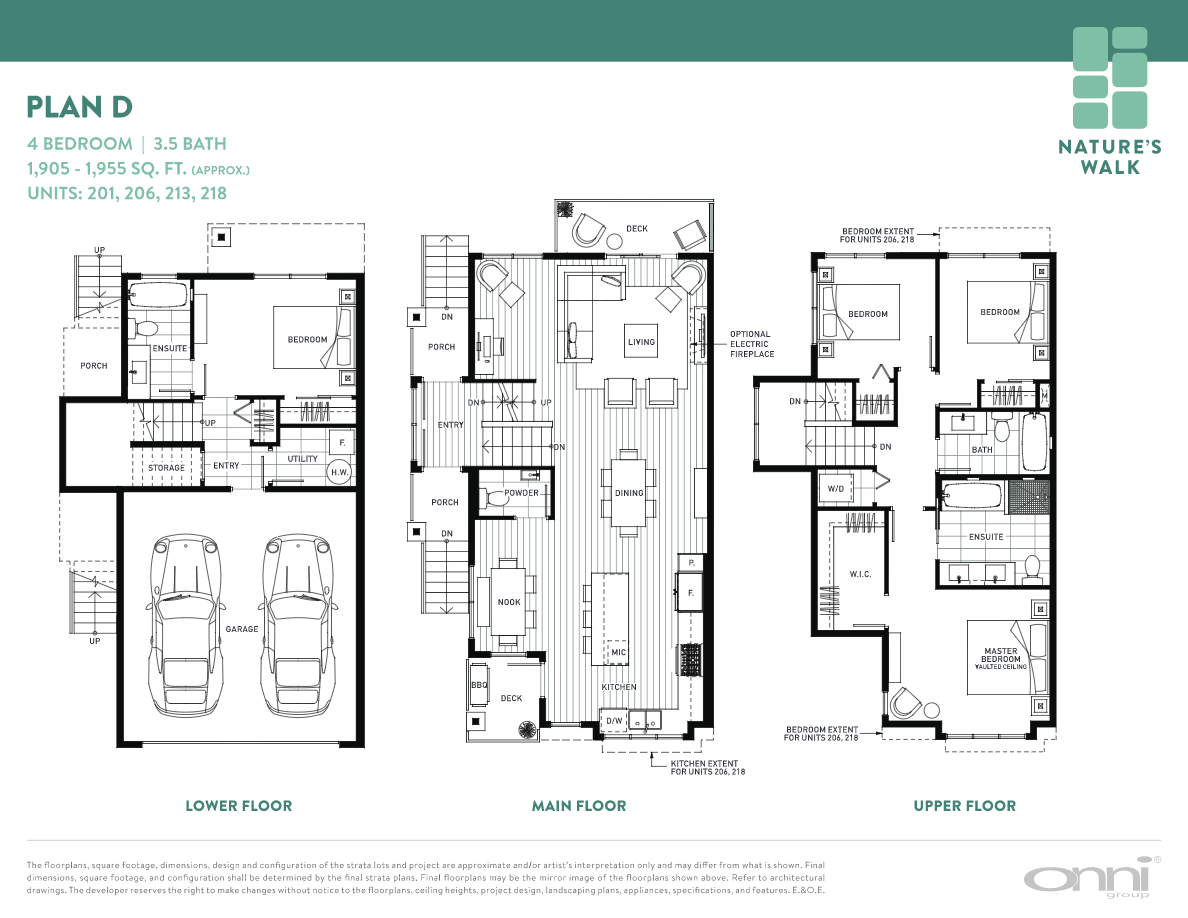 NATURE'S
WALK
PLAN D
4 BEDROOM | 3.5 BATH
1,905 - 1,955 SQ. FT. (APPROX.)
UNITS: 201, 206, 213, 218
UP
PORCH
ENSUITE
BEDROOM
UP
F.
UTILITY
STORAGE
ENTRY
H.W.
GARAGE
UP
LOWER FLOOR
DECK
DN
PORCH
LIVING
OPTIONAL
ELECTRIC
FIREPLACE
DN
UP
ENTRY
DN
POWDER
DINING
PORCH
DN
P.
F.
NOOK
MIC
BBQ
DECK
KITCHEN
D/W
KITCHEN EXTENT
FOR UNITS 206, 218
MAIN FLOOR
BEDROOM EXTENT
FOR UNITS 206, 218
BEDROOM
BEDROOM
DN
M
BATH
DN
W/D
ENSUITE
W.I.C.
MASTER
BEDROOM
VAULTED CEILING
BEDROOM EXTENT
FOR UNITS 206, 218
UPPER FLOOR
The floorplans, square footage, dimensions, design and configuration of the strata lots and project are approximate and/or artist's interpretation only and may differ from what is shown. Final
dimensions, square footage, and configuration shall be determined by the final strata plans. Final floorplans may be the mirror image of the floorplans shown above. Refer to architectural
drawings. The developer reserves the right to make changes without notice to the floorplans, ceiling heights, project design, landscaping plans, appliances, specifications, and features. E.&O.E.
onni®
group